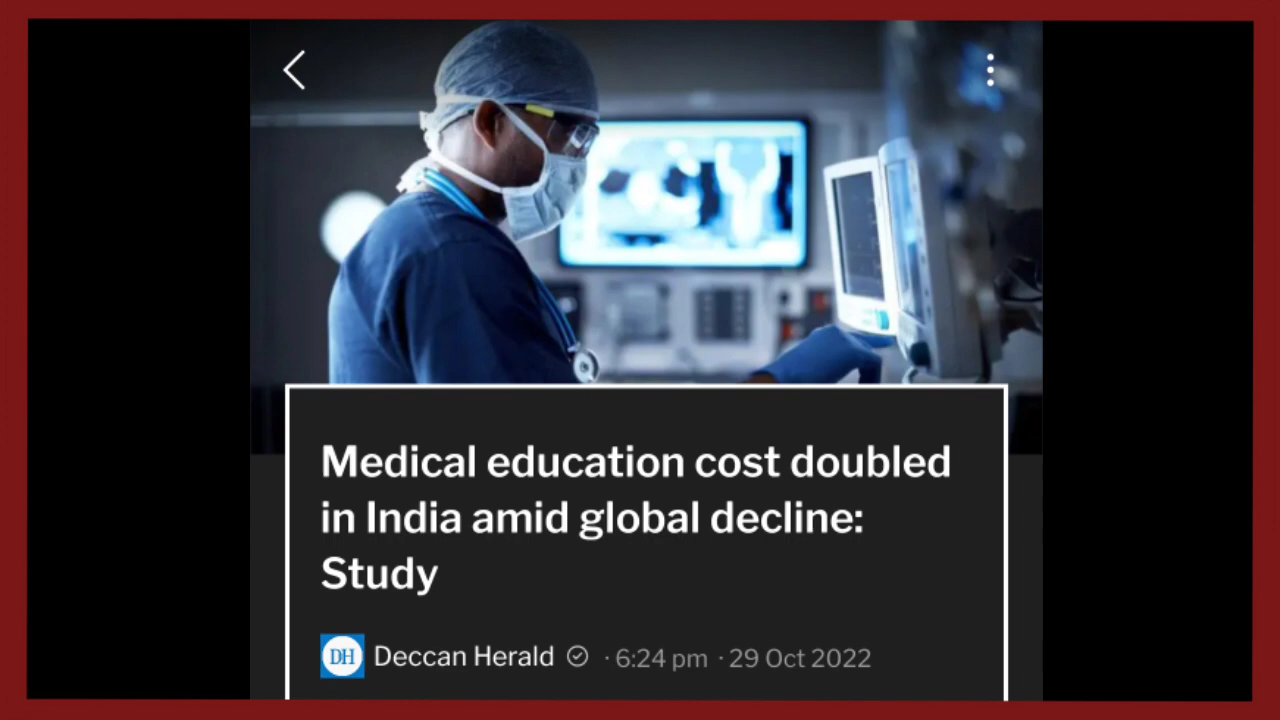 Medical education cost doubled
in India amid global decline:
Study
DH Deccan Herald · 6:24 pm · 29 Oct 2022